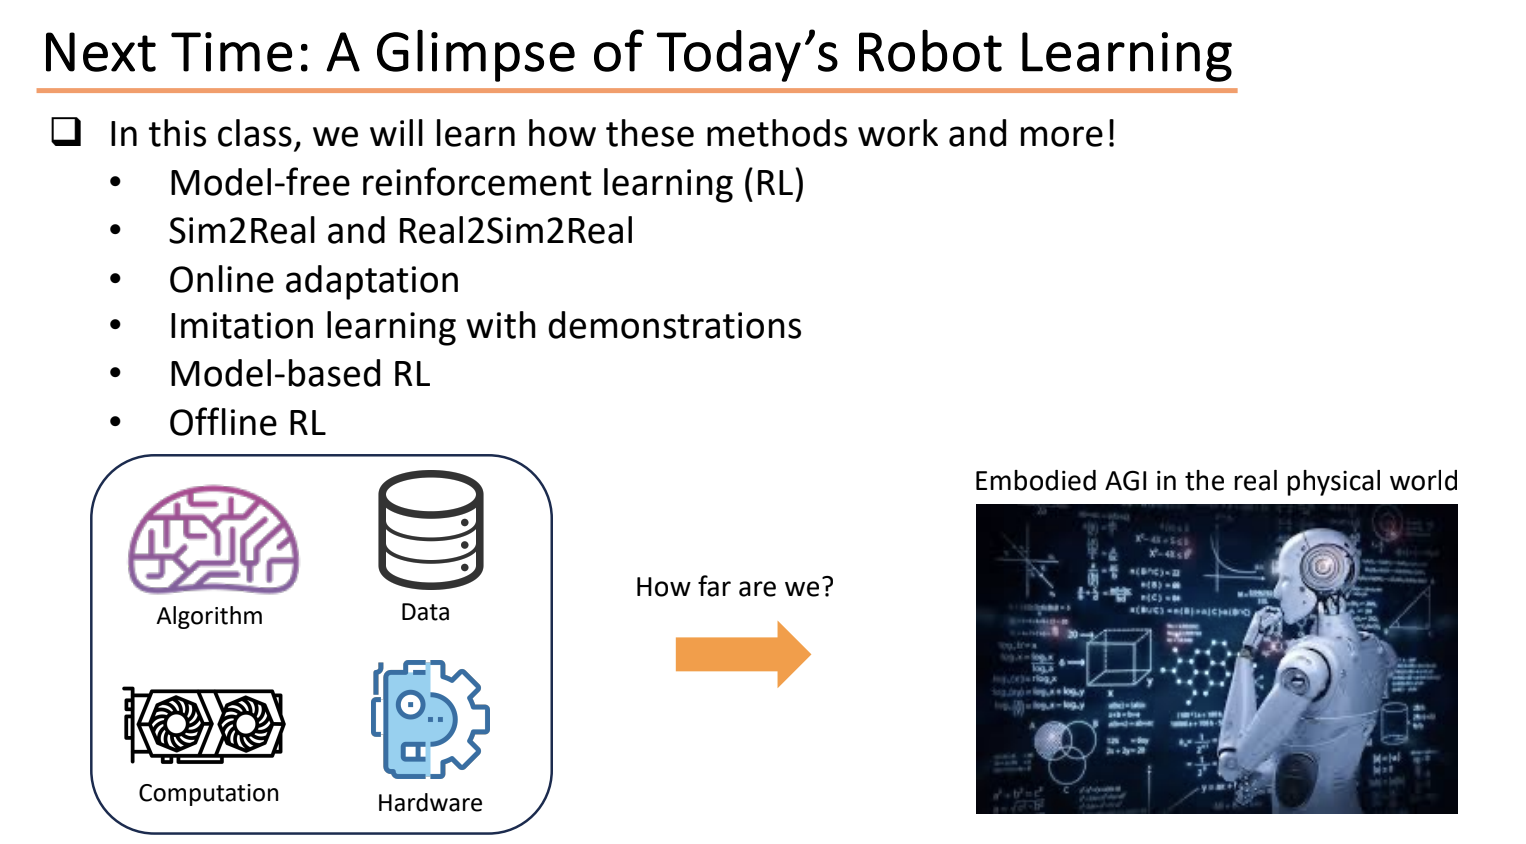 Next Time: A Glimpse of Today’s Robot Learning
In this class, we will learn how these methods work and more!
• Model-free reinforcement learning (RL)
• Sim2Real and Real2Sim2Real
• Online adaptation
• Imitation learning with demonstrations
• Model-based RL
• Offline RL
Algorithm
Data
Computation
Hardware
How far are we?
Embodied AGI in the real physical world